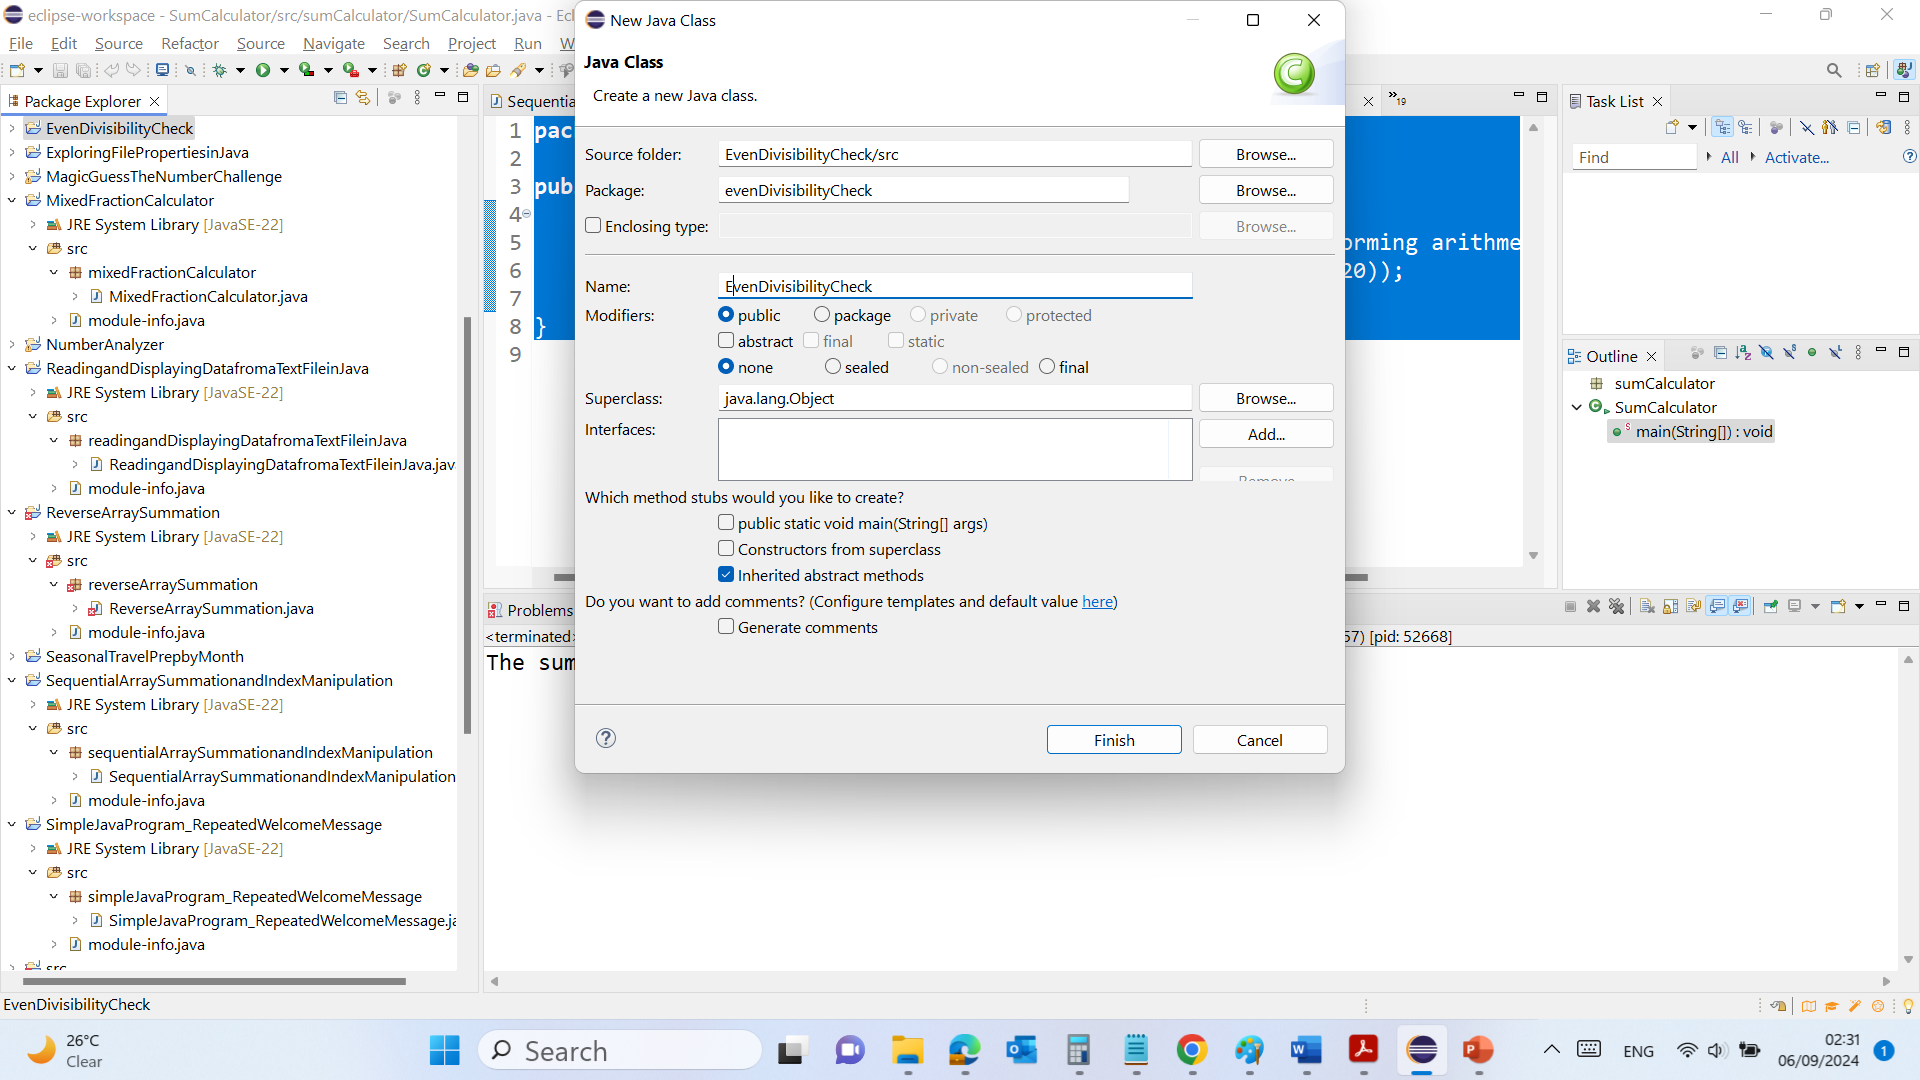 eclipse-workspace - SumCalculator/src/sumCalculator/SumCalculator.java - Ecl
File Edit Source Refactor Source Navigate Search Project Run W
Package Explorer
EvenDivisibilityCheck
ExploringFilePropertiesinJava
MagicGuessTheNumberChallenge
MixedFractionCalculator
JRE System Library [JavaSE-22]
src
mixedFractionCalculator
MixedFractionCalculator.java
module-info.java
NumberAnalyzer
ReadingandDisplayingDatafromaTextFileinJava
JRE System Library [JavaSE-22]
src
readingandDisplayingDatafromaTextFileinJava
ReadingandDisplayingDatafromaTextFileinJava.jav
module-info.java
ReverseArraySummation
JRE System Library [JavaSE-22]
src
reverseArraySummation
ReverseArraySummation.java
module-info.java
SeasonalTravelPrepbyMonth
SequentialArraySummationandIndexManipulation
JRE System Library [JavaSE-22]
src
sequentialArraySummationandIndexManipulation
SequentialArraySummationandIndexManipulation
module-info.java
SimpleJavaProgram_RepeatedWelcomeMessage
JRE System Library [JavaSE-22]
src
simpleJavaProgram_RepeatedWelcomeMessage
SimpleJavaProgram_RepeatedWelcomeMessage.ja
module-info.java
src
EvenDivisibilityCheck
Sequentia
»19
1 pac
2
3 pub
4
5 orming arithme
6 20));
7
8 }
9
Problems
<terminated> 57) [pid: 52668]
The sum
New Java Class
Java Class
Create a new Java class.
Source folder: EvenDivisibilityCheck/src Browse...
Package: evenDivisibilityCheck Browse...
Enclosing type: Browse...
Name: EvenDivisibilityCheck
Modifiers: public package private protected
abstract final static
none sealed non-sealed final
Superclass: java.lang.Object Browse...
Interfaces: Add...
Remove
Which method stubs would you like to create?
public static void main(String[] args)
Constructors from superclass
Inherited abstract methods
Do you want to add comments? (Configure templates and default value here)
Generate comments
Finish Cancel
Task List
Find All Activate...
Outline
sumCalculator
SumCalculator
main(String[]) : void
26°C
Clear
Search
ENG
02:31
06/09/2024
1